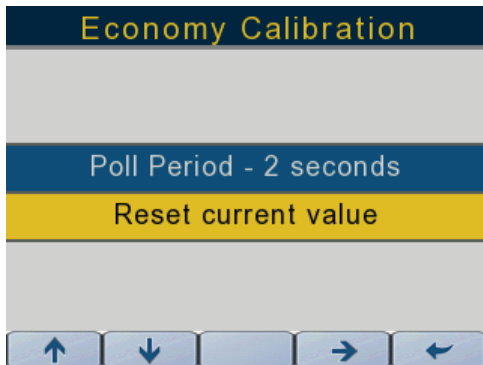 Economy Calibration
Poll Period - 2 seconds
Reset current value